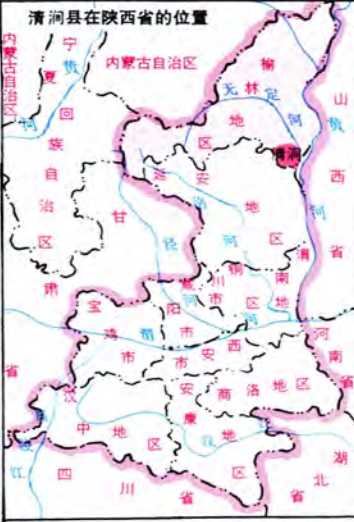 清涧县在陕西省的位置
内蒙古自治区
宁夏回族自治区
黄河
内蒙古自治区
榆林地区
无定河
山西省
黄河
清涧
延安地区
洛河
甘肃省
泾河
铜川市
渭南地区
咸阳市
宝鸡市
渭河
西安市
河南省
汉中地区
安康地区
商洛地区
汉江
四川省
湖北省